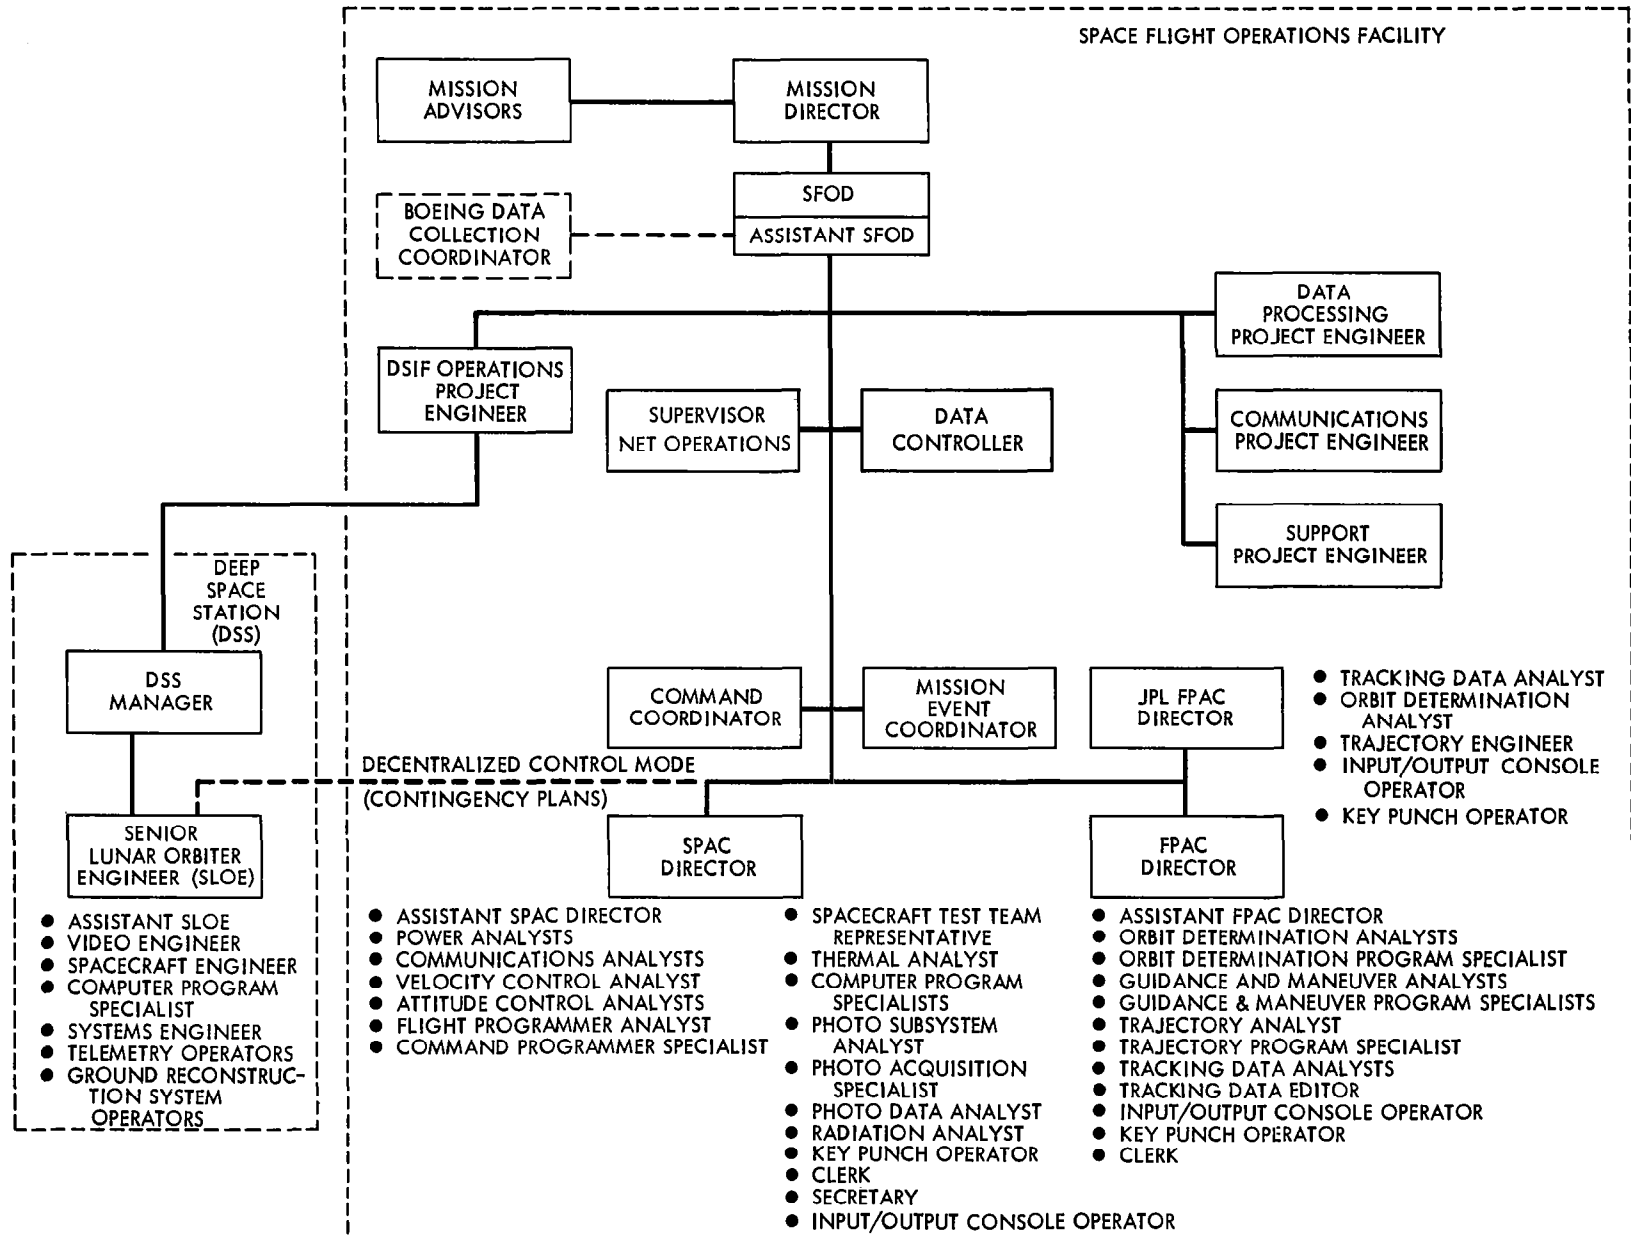 SPACE FLIGHT OPERATIONS FACILITY
MISSION
ADVISORS
MISSION
DIRECTOR
SFOD
ASSISTANT SFOD
BOEING DATA
COLLECTION
COORDINATOR
DATA
PROCESSING
PROJECT ENGINEER
DSIF OPERATIONS
PROJECT
ENGINEER
SUPERVISOR
NET OPERATIONS
DATA
CONTROLLER
COMMUNICATIONS
PROJECT ENGINEER
SUPPORT
PROJECT ENGINEER
DEEP
SPACE
STATION
(DSS)
DSS
MANAGER
COMMAND
COORDINATOR
MISSION
EVENT
COORDINATOR
JPL FPAC
DIRECTOR
● TRACKING DATA ANALYST
● ORBIT DETERMINATION
ANALYST
● TRAJECTORY ENGINEER
● INPUT/OUTPUT CONSOLE
OPERATOR
● KEY PUNCH OPERATOR
DECENTRALIZED CONTROL MODE
(CONTINGENCY PLANS)
SENIOR
LUNAR ORBITER
ENGINEER (SLOE)
SPAC
DIRECTOR
FPAC
DIRECTOR
● ASSISTANT SLOE
● VIDEO ENGINEER
● SPACECRAFT ENGINEER
● COMPUTER PROGRAM
SPECIALIST
● SYSTEMS ENGINEER
● TELEMETRY OPERATORS
● GROUND RECONSTRUC-
TION SYSTEM
OPERATORS
● ASSISTANT SPAC DIRECTOR
● POWER ANALYSTS
● COMMUNICATIONS ANALYSTS
● VELOCITY CONTROL ANALYST
● ATTITUDE CONTROL ANALYSTS
● FLIGHT PROGRAMMER ANALYST
● COMMAND PROGRAMMER SPECIALIST
● SPACECRAFT TEST TEAM
REPRESENTATIVE
● THERMAL ANALYST
● COMPUTER PROGRAM
SPECIALISTS
● PHOTO SUBSYSTEM
ANALYST
● PHOTO ACQUISITION
SPECIALIST
● PHOTO DATA ANALYST
● RADIATION ANALYST
● KEY PUNCH OPERATOR
● CLERK
● SECRETARY
● INPUT/OUTPUT CONSOLE OPERATOR
● ASSISTANT FPAC DIRECTOR
● ORBIT DETERMINATION ANALYSTS
● ORBIT DETERMINATION PROGRAM SPECIALIST
● GUIDANCE AND MANEUVER ANALYSTS
● GUIDANCE & MANEUVER PROGRAM SPECIALISTS
● TRAJECTORY ANALYST
● TRAJECTORY PROGRAM SPECIALIST
● TRACKING DATA ANALYSTS
● TRACKING DATA EDITOR
● INPUT/OUTPUT CONSOLE OPERATOR
● KEY PUNCH OPERATOR
● CLERK